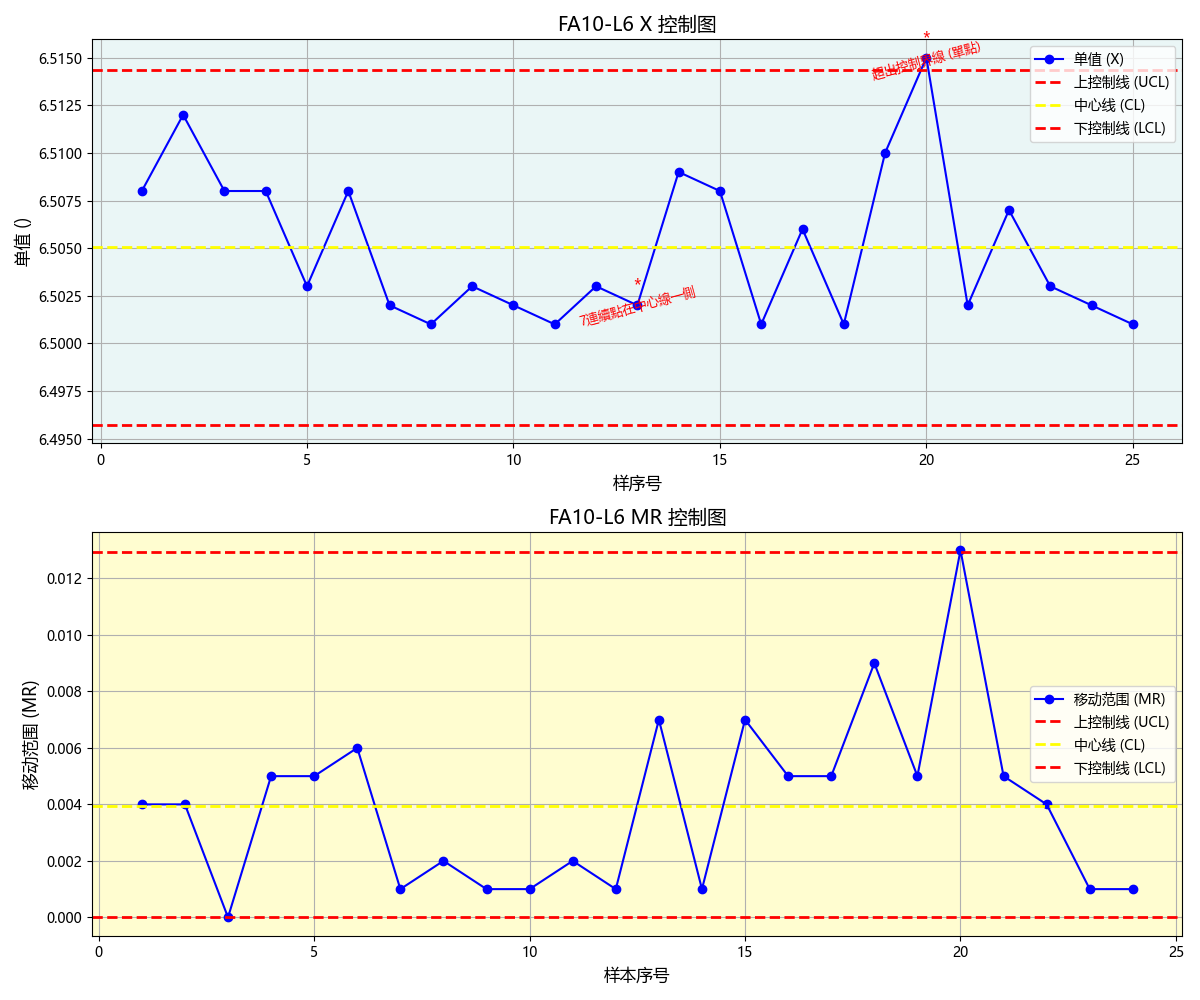 FA10-L6 X 控制图
6.5150
6.5125
6.5100
6.5075
6.5050
6.5025
6.5000
6.4975
6.4950
单值 ()
*
超出控制界線 (單點)
*
7連續點在中心線一側
单值 (X)
上控制线 (UCL)
中心线 (CL)
下控制线 (LCL)
0
5
10
15
20
25
样序号
FA10-L6 MR 控制图
0.012
0.010
0.008
0.006
0.004
0.002
0.000
移动范围 (MR)
移动范围 (MR)
上控制线 (UCL)
中心线 (CL)
下控制线 (LCL)
0
5
10
15
20
25
样本序号